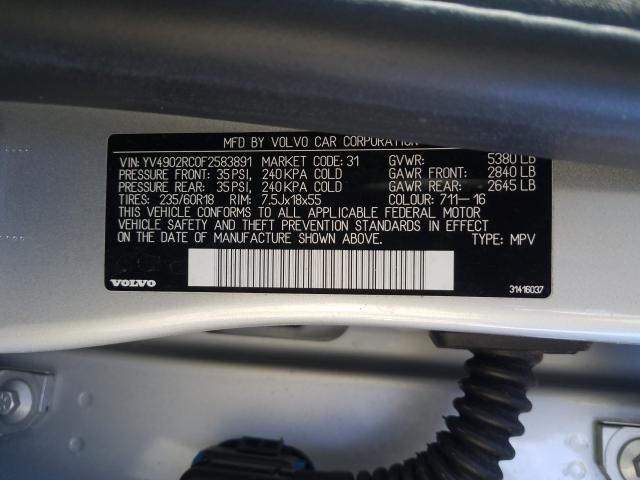 MFD BY VOLVO CAR CORPORATION
VIN: YV4902RC0F2583891 MARKET CODE: 31 GVWR: 5380 LB
PRESSURE FRONT: 35 PSI, 240 KPA COLD GAWR FRONT: 2840 LB
PRESSURE REAR: 35 PSI, 240 KPA COLD GAWR REAR: 2645 LB
TIRES: 235/60R18 RIM: 7.5Jx18x55 COLOUR: 711-16
THIS VEHICLE CONFORMS TO ALL APPLICABLE FEDERAL MOTOR
VEHICLE SAFETY AND THEFT PREVENTION STANDARDS IN EFFECT
ON THE DATE OF MANUFACTURE SHOWN ABOVE. TYPE: MPV
VOLVO 31416037